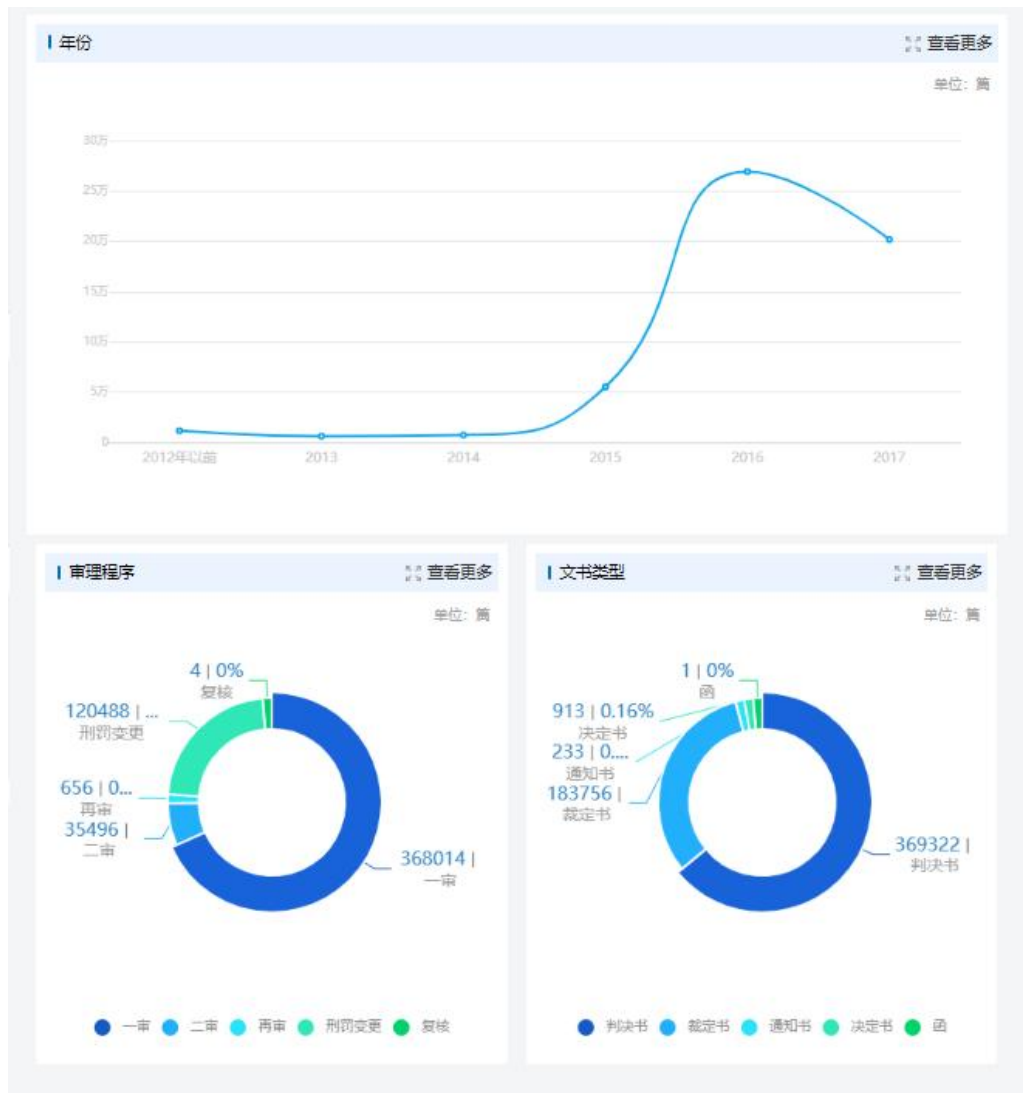 年份
查看更多
单位：篇
30万
25万
20万
15万
10万
5万
0
2012年以前 2013 2014 2015 2016 2017
审理程序
查看更多
单位：篇
4 | 0%
复核
120488 | ...
刑罚变更
656 | 0...
再审
35496 |
二审
368014 |
一审
一审 二审 再审 刑罚变更 复核
文书类型
查看更多
单位：篇
1 | 0%
函
913 | 0.16%
决定书
233 | 0....
通知书
183756 |
裁定书
369322 |
判决书
判决书 裁定书 通知书 决定书 函